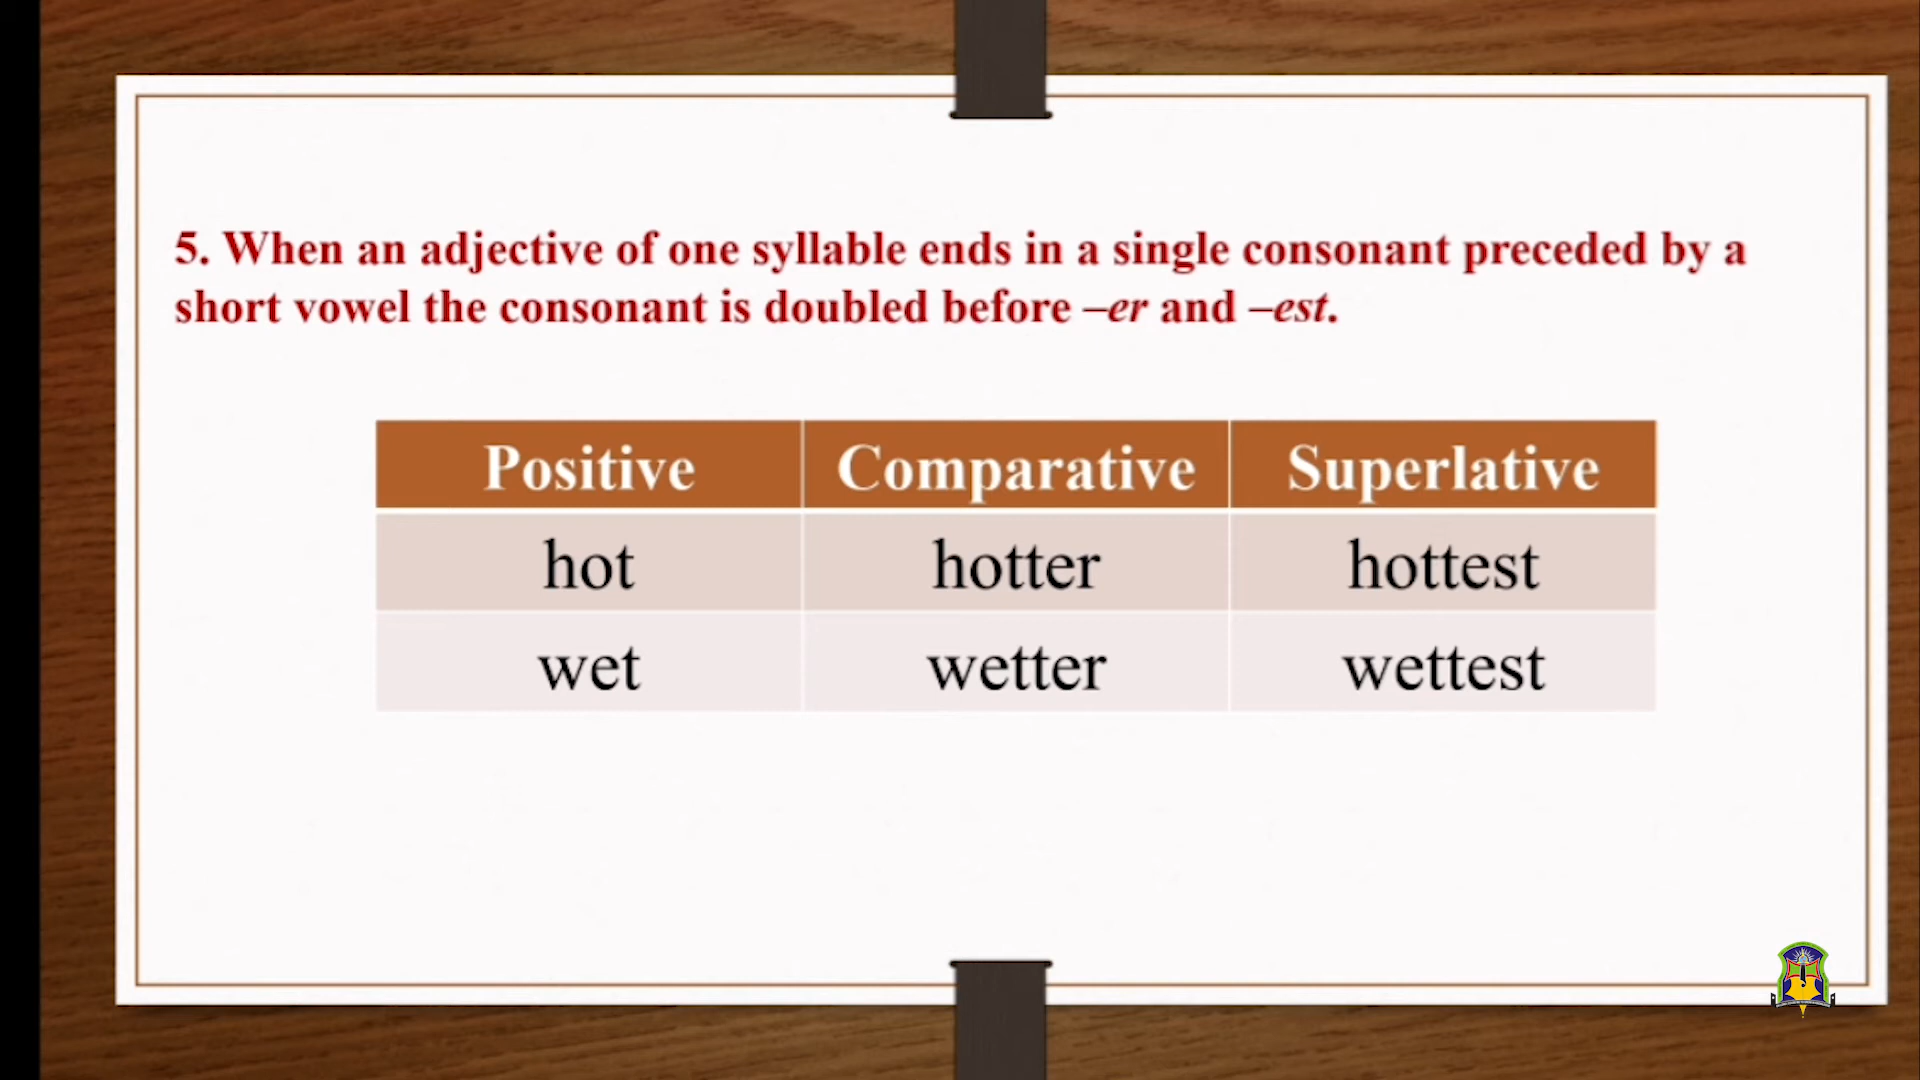 5. When an adjective of one syllable ends in a single consonant preceded by a
short vowel the consonant is doubled before –er and –est.
Positive Comparative Superlative
hot hotter hottest
wet wetter wettest